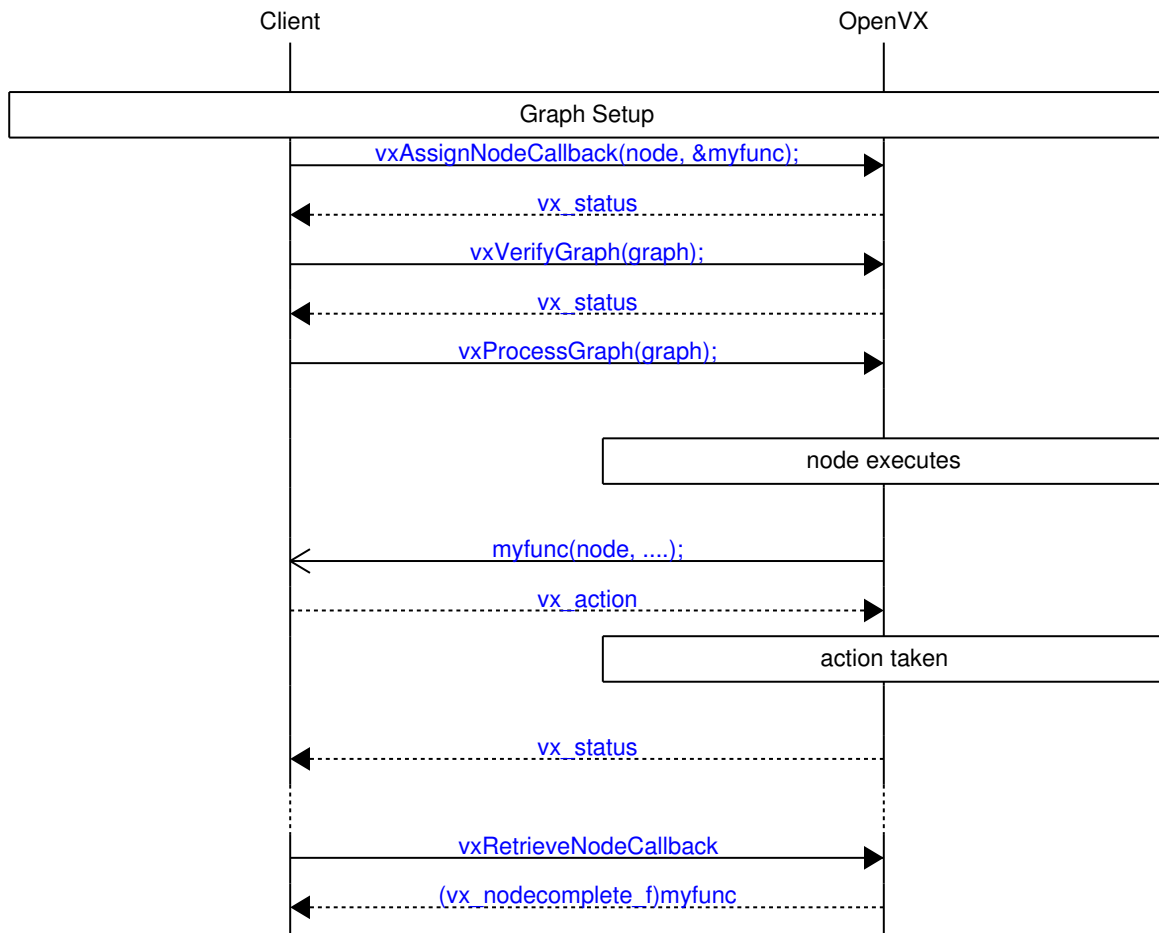 Client
OpenVX
Graph Setup
vxAssignNodeCallback(node, &myfunc);
vx_status
vxVerifyGraph(graph);
vx_status
vxProcessGraph(graph);
node executes
myfunc(node, ....);
vx_action
action taken
vx_status
vxRetrieveNodeCallback
(vx_nodecomplete_f)myfunc